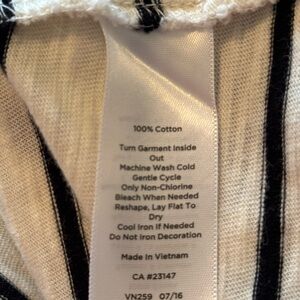 100% Cotton
Turn Garment Inside
Out
Machine Wash Cold
Gentle Cycle
Only Non-Chlorine
Bleach When Needed
Reshape, Lay Flat To
Dry
Cool Iron if Needed
Do Not Iron Decoration
Made In Vietnam
CA #23147
VN259 07/16